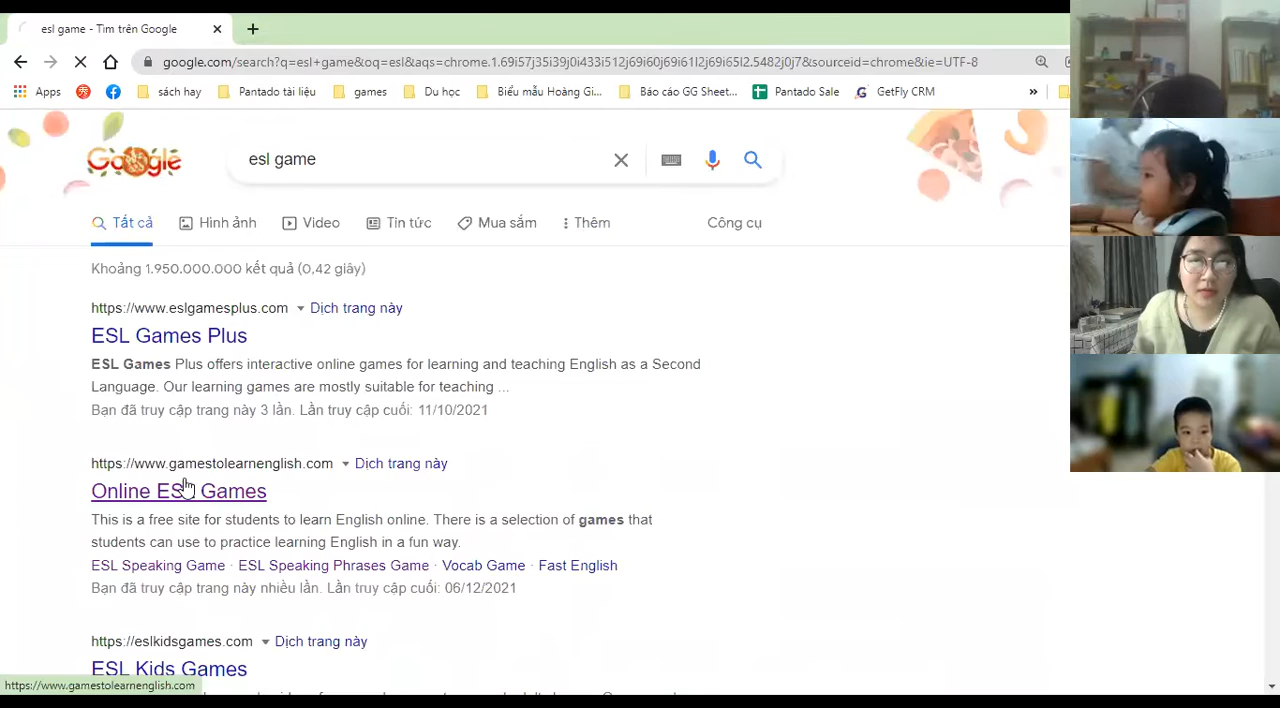 esl game - Tìm trên Google
google.com/search?q=esl+game&oq=esl&aqs=chrome.1.69i57j35i39j0i433i512j69i60j69i61l2j69i65l2.5482j0j7&sourceid=chrome&ie=UTF-8
Apps sách hay Pantado tài liệu games Du học Biểu mẫu Hoàng Gi... Báo cáo GG Sheet... Pantado Sale GetFly CRM »
Google esl game
Tất cả Hình ảnh Video Tin tức Mua sắm Thêm Công cụ
Khoảng 1.950.000.000 kết quả (0,42 giây)
https://www.eslgamesplus.com Dịch trang này
ESL Games Plus
ESL Games Plus offers interactive online games for learning and teaching English as a Second
Language. Our learning games are mostly suitable for teaching ...
Bạn đã truy cập trang này 3 lần. Lần truy cập cuối: 11/10/2021
https://www.gamestolearnenglish.com Dịch trang này
Online ESL Games
This is a free site for students to learn English online. There is a selection of games that
students can use to practice learning English in a fun way.
ESL Speaking Game · ESL Speaking Phrases Game · Vocab Game · Fast English
Bạn đã truy cập trang này nhiều lần. Lần truy cập cuối: 06/12/2021
https://eslkidsgames.com Dịch trang này
ESL Kids Games
https://www.gamestolearnenglish.com